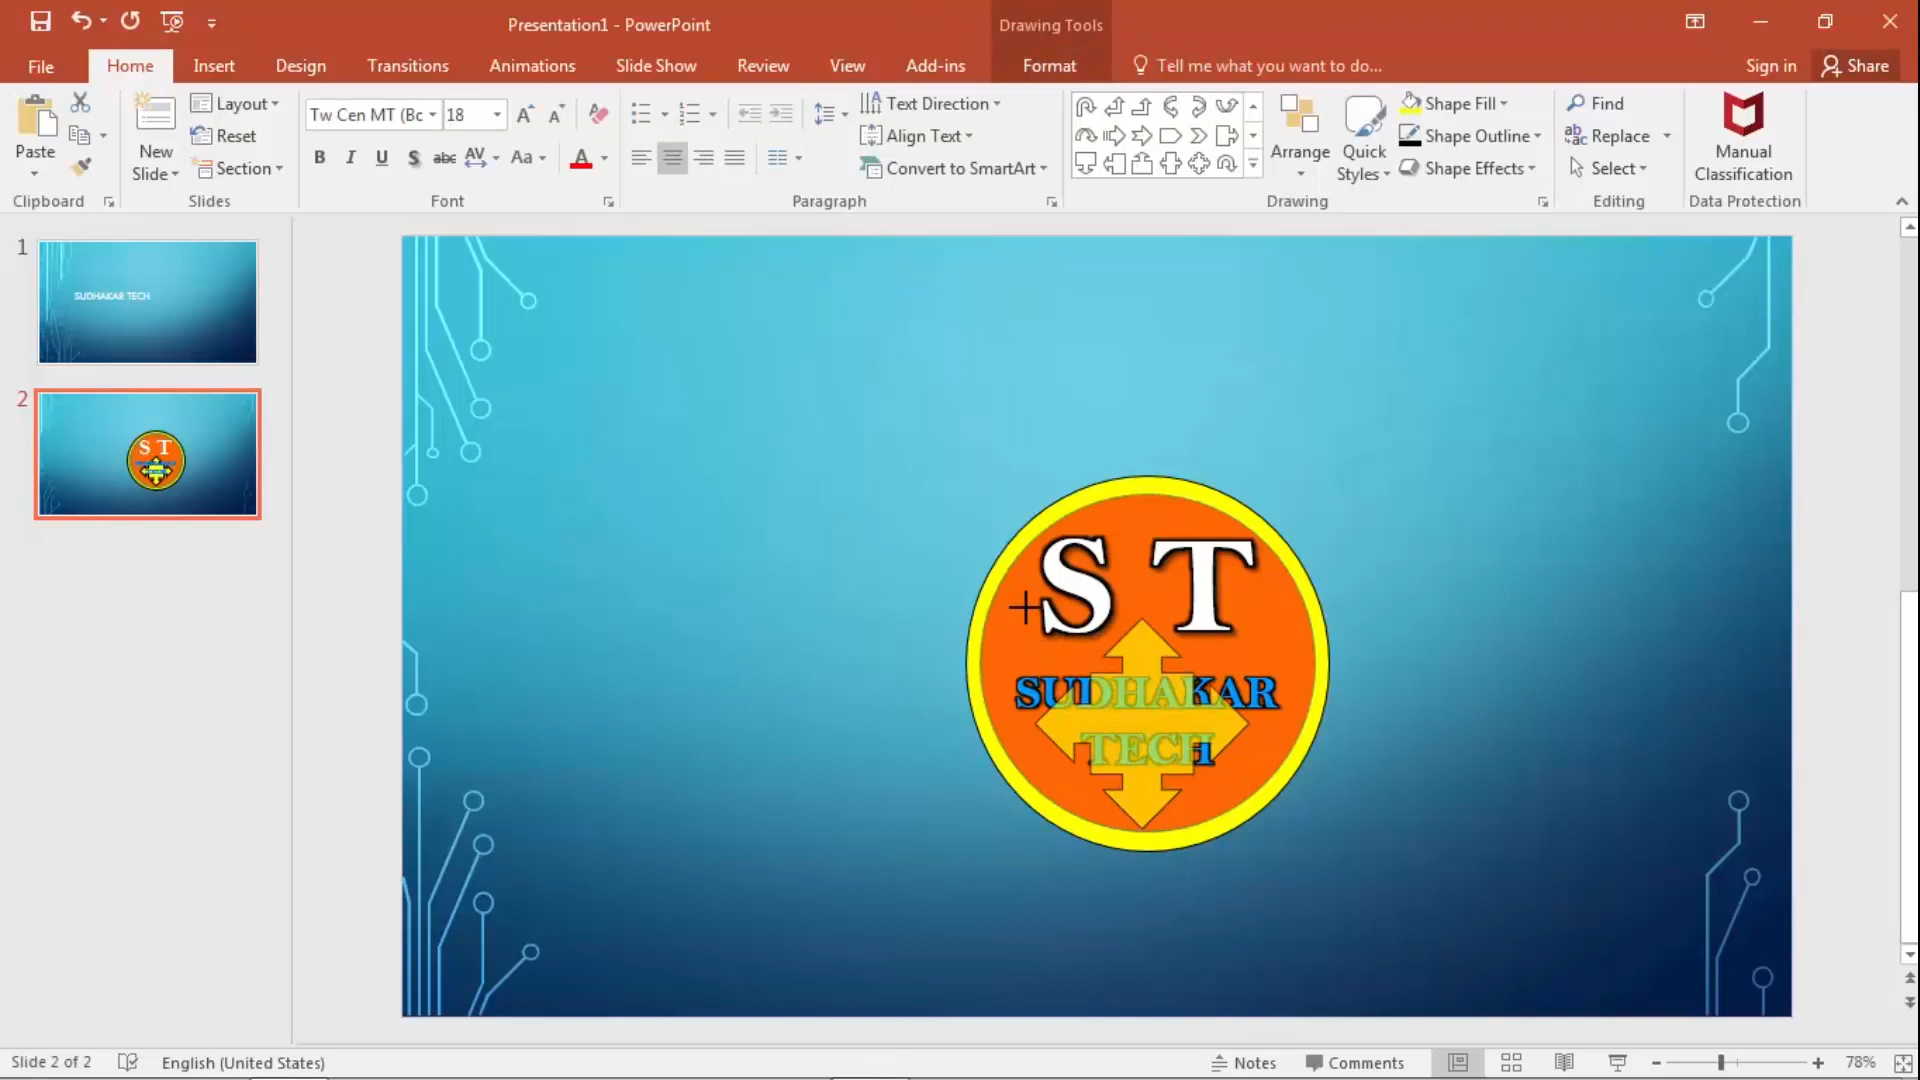 Presentation1 - PowerPoint
Drawing Tools
File
Home
Insert
Design
Transitions
Animations
Slide Show
Review
View
Add-ins
Format
Tell me what you want to do...
Sign in
Share
Paste
New
Slide
Layout
Reset
Section
Tw Cen MT (Bc
18
B I U S abc AV Aa A
Text Direction
Align Text
Convert to SmartArt
Arrange
Quick
Styles
Shape Fill
Shape Outline
Shape Effects
Find
Replace
Select
Manual
Classification
Clipboard
Slides
Font
Paragraph
Drawing
Editing
Data Protection
1
SUDHAKAR TECH
2
S T
S T
SUDHAKAR
TECH
Slide 2 of 2
English (United States)
Notes
Comments
78%